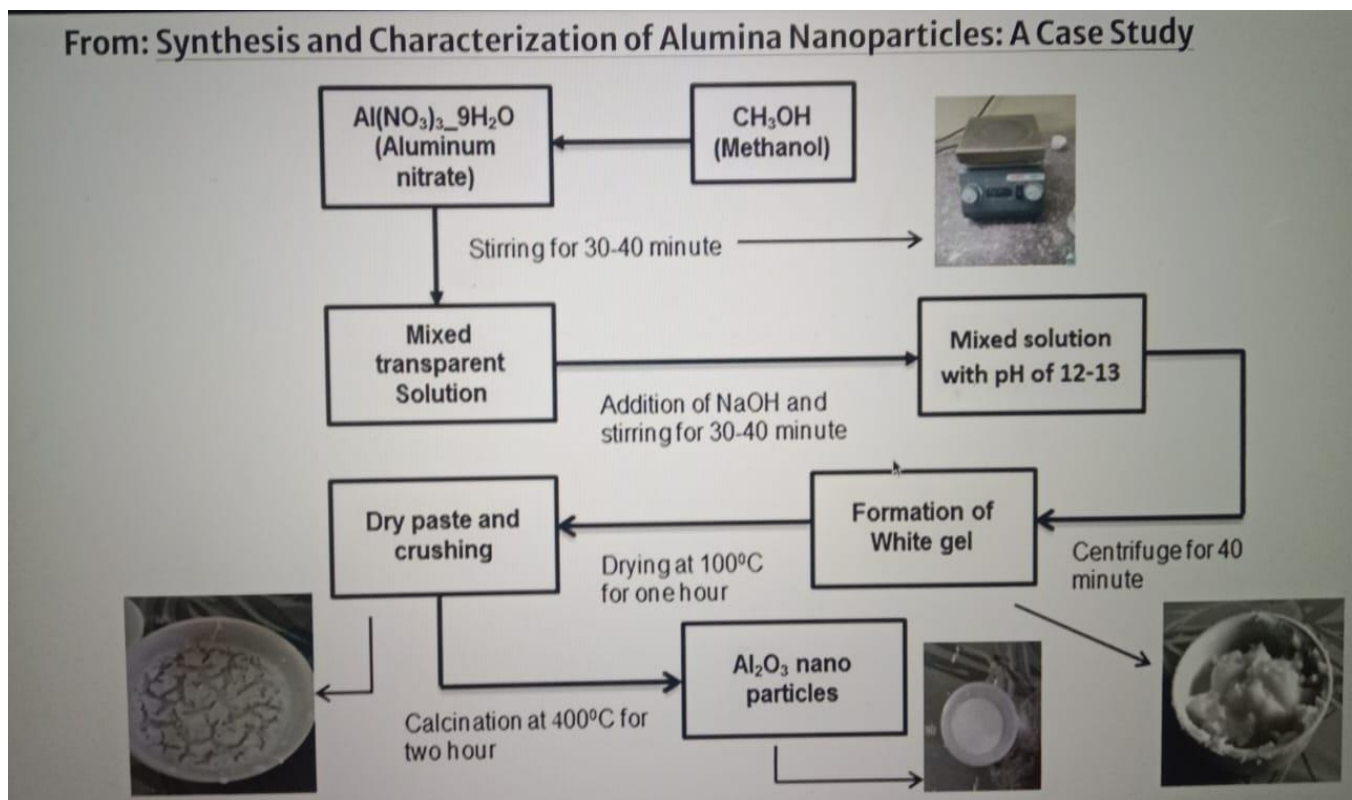 From: Synthesis and Characterization of Alumina Nanoparticles: A Case Study
Al(NO₃)₃_9H₂O
(Aluminum
nitrate)
CH₃OH
(Methanol)
Stirring for 30-40 minute
Mixed
transparent
Solution
Addition of NaOH and
stirring for 30-40 minute
Mixed solution
with pH of 12-13
Centrifuge for 40
minute
Formation of
White gel
Drying at 100⁰C
for one hour
Dry paste and
crushing
Calcination at 400⁰C for
two hour
Al₂O₃ nano
particles